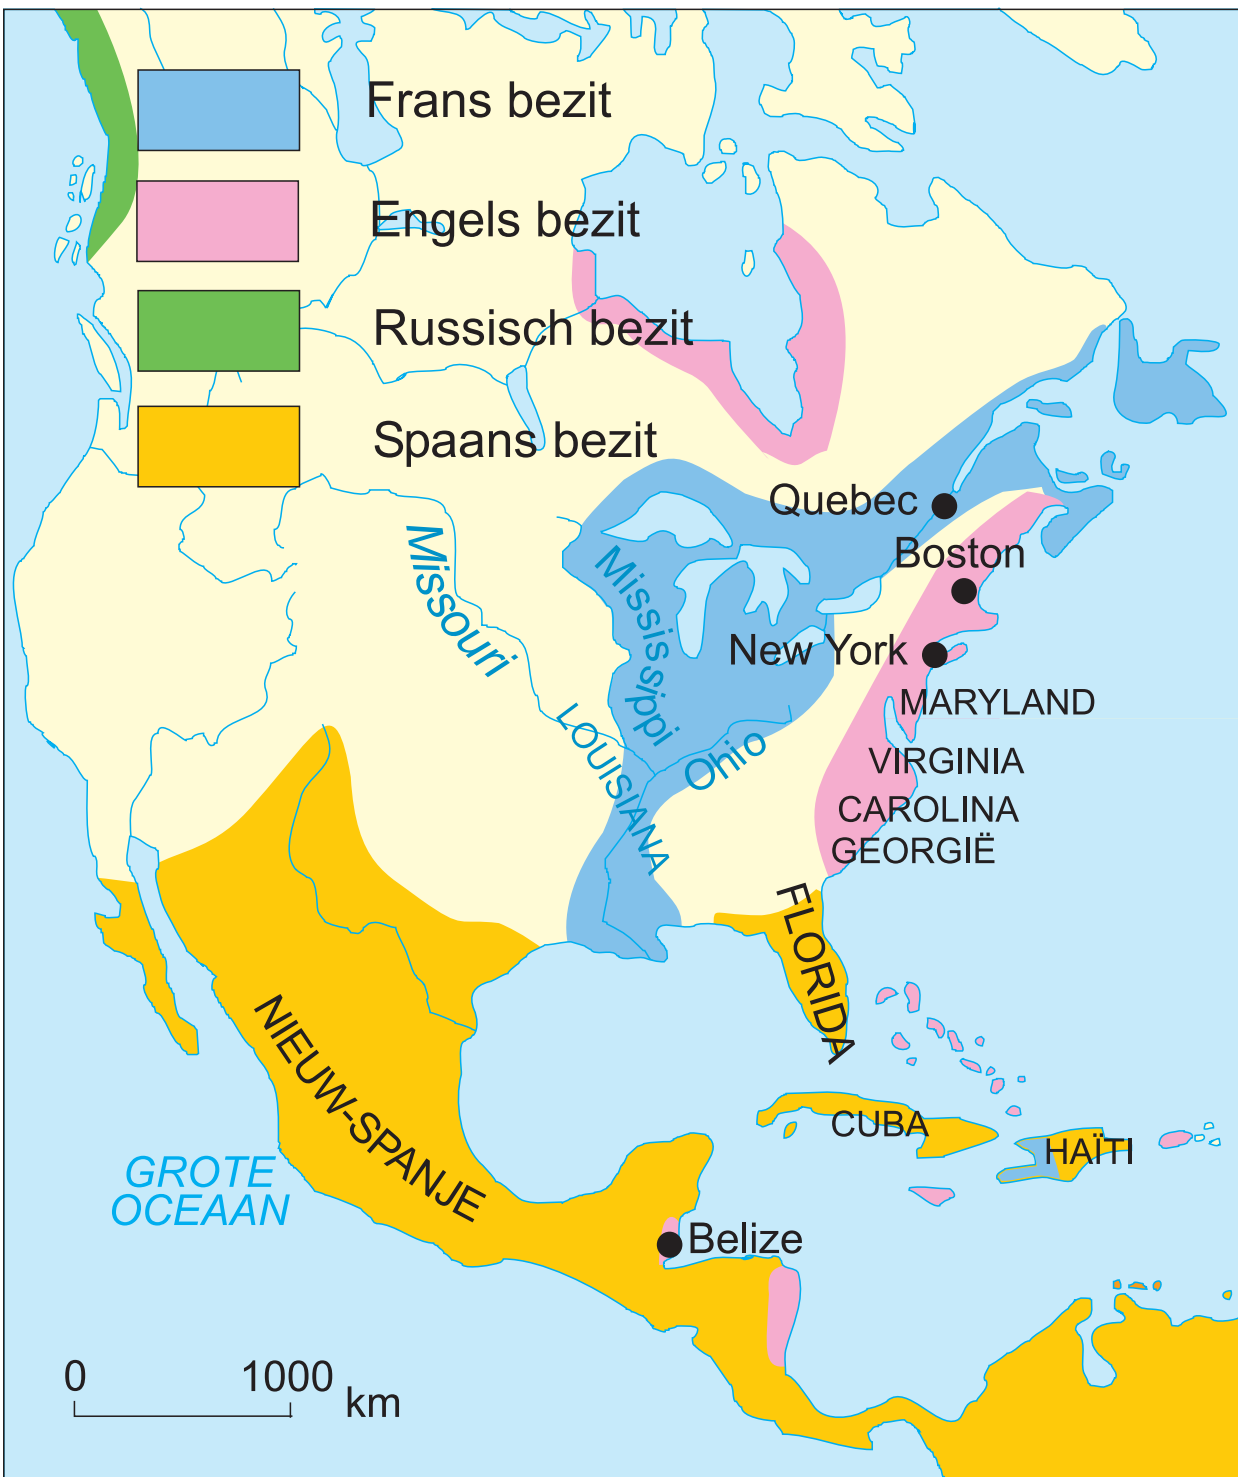 Frans bezit
Engels bezit
Russisch bezit
Spaans bezit
Quebec
Missouri
Mississippi
Boston
New York
MARYLAND
LOUISIANA
Ohio
VIRGINIA
CAROLINA
GEORGIË
FLORIDA
NIEUW-SPANJE
CUBA
HAÏTI
GROTE
OCEAAN
Belize
0 1000 km